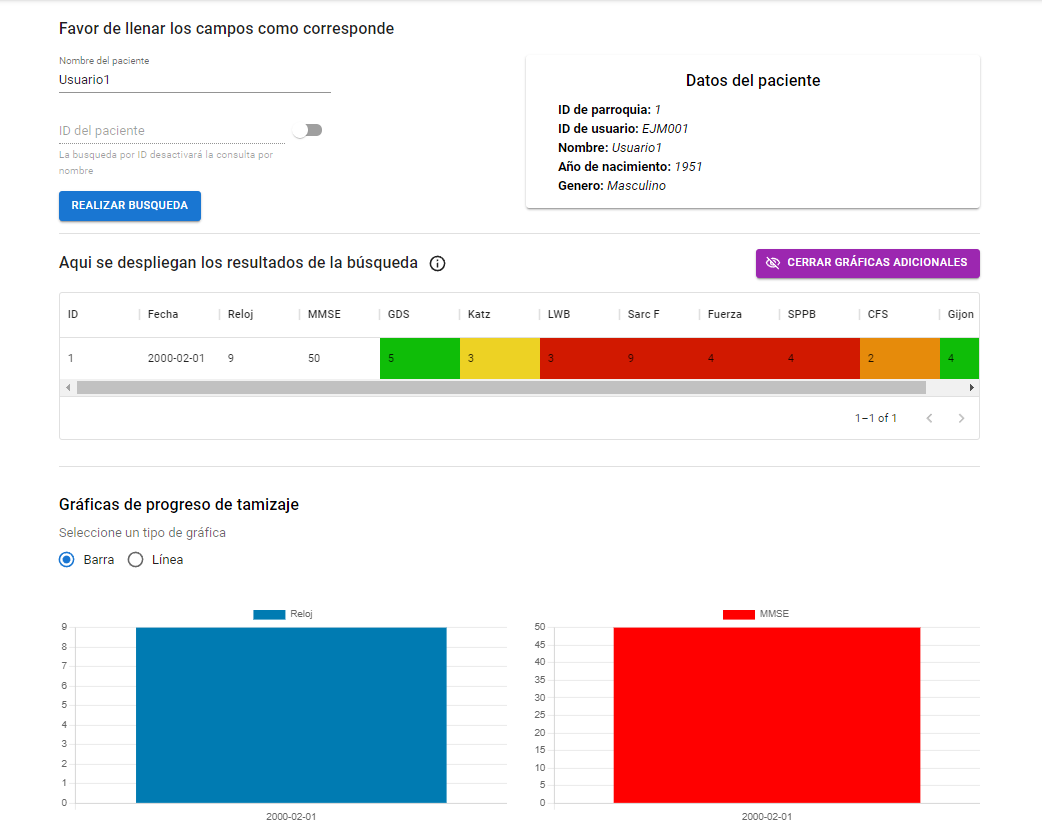 Favor de llenar los campos como corresponde
Nombre del paciente
Usuario1
ID del paciente
La busqueda por ID desactivará la consulta por
nombre
REALIZAR BUSQUEDA
Datos del paciente
ID de parroquia: 1
ID de usuario: EJM001
Nombre: Usuario1
Año de nacimiento: 1951
Genero: Masculino
Aqui se despliegan los resultados de la búsqueda
CERRAR GRÁFICAS ADICIONALES
ID Fecha Reloj MMSE GDS Katz LWB Sarc F Fuerza SPPB CFS Gijon
1 2000-02-01 9 50 5 3 3 9 4 4 2 4
1–1 of 1
Gráficas de progreso de tamizaje
Seleccione un tipo de gráfica
Barra Línea
Reloj
9
8
7
6
5
4
3
2
1
0
2000-02-01
MMSE
50
45
40
35
30
25
20
15
10
5
0
2000-02-01